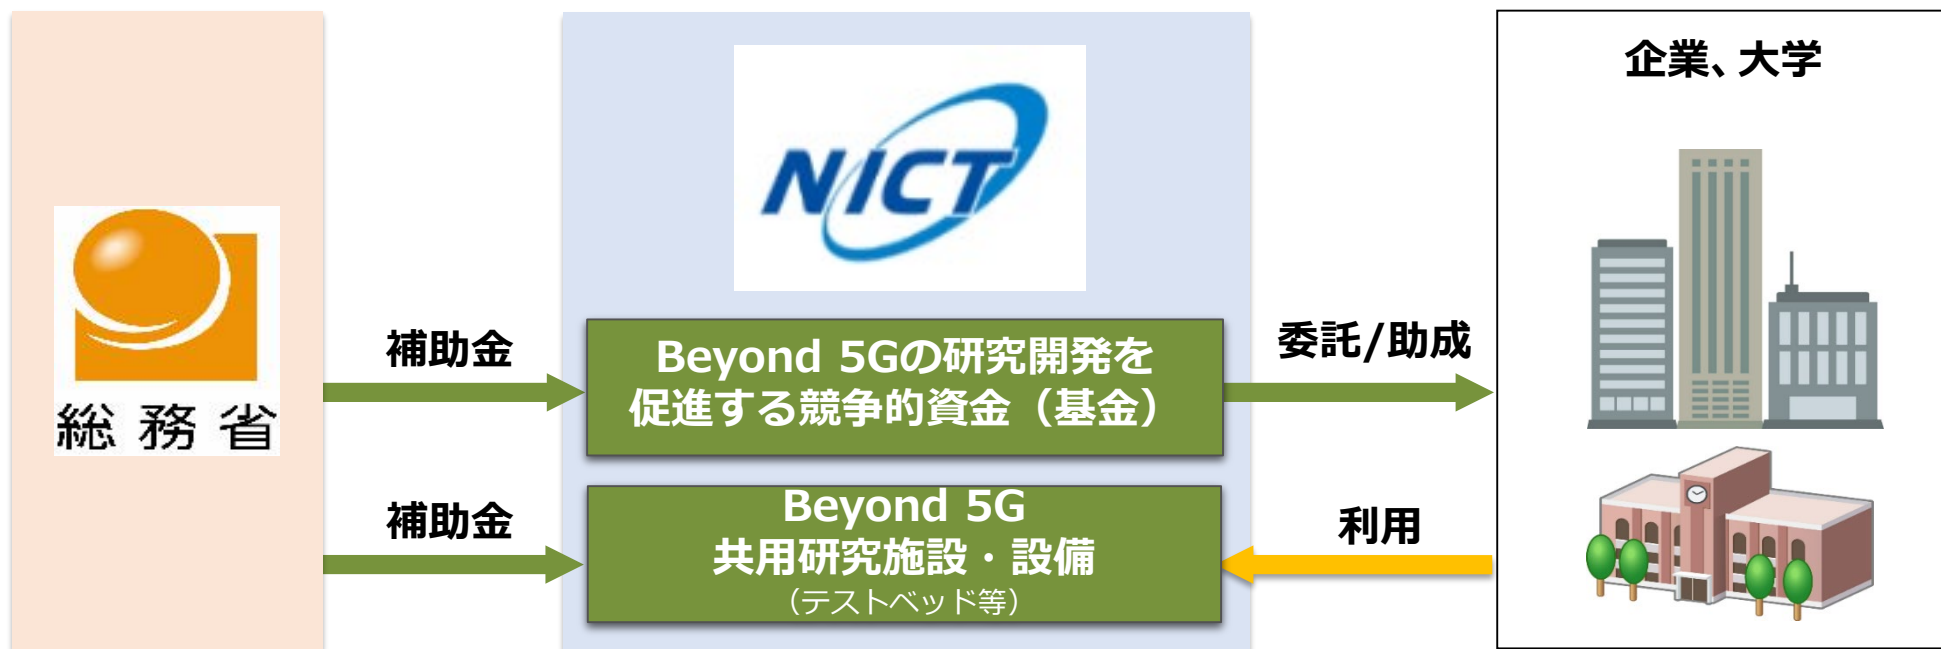 総務省
補助金
補助金
NICT
Beyond 5Gの研究開発を
促進する競争的資金（基金）
Beyond 5G
共用研究施設・設備
（テストベッド等）
委託/助成
利用
企業、大学